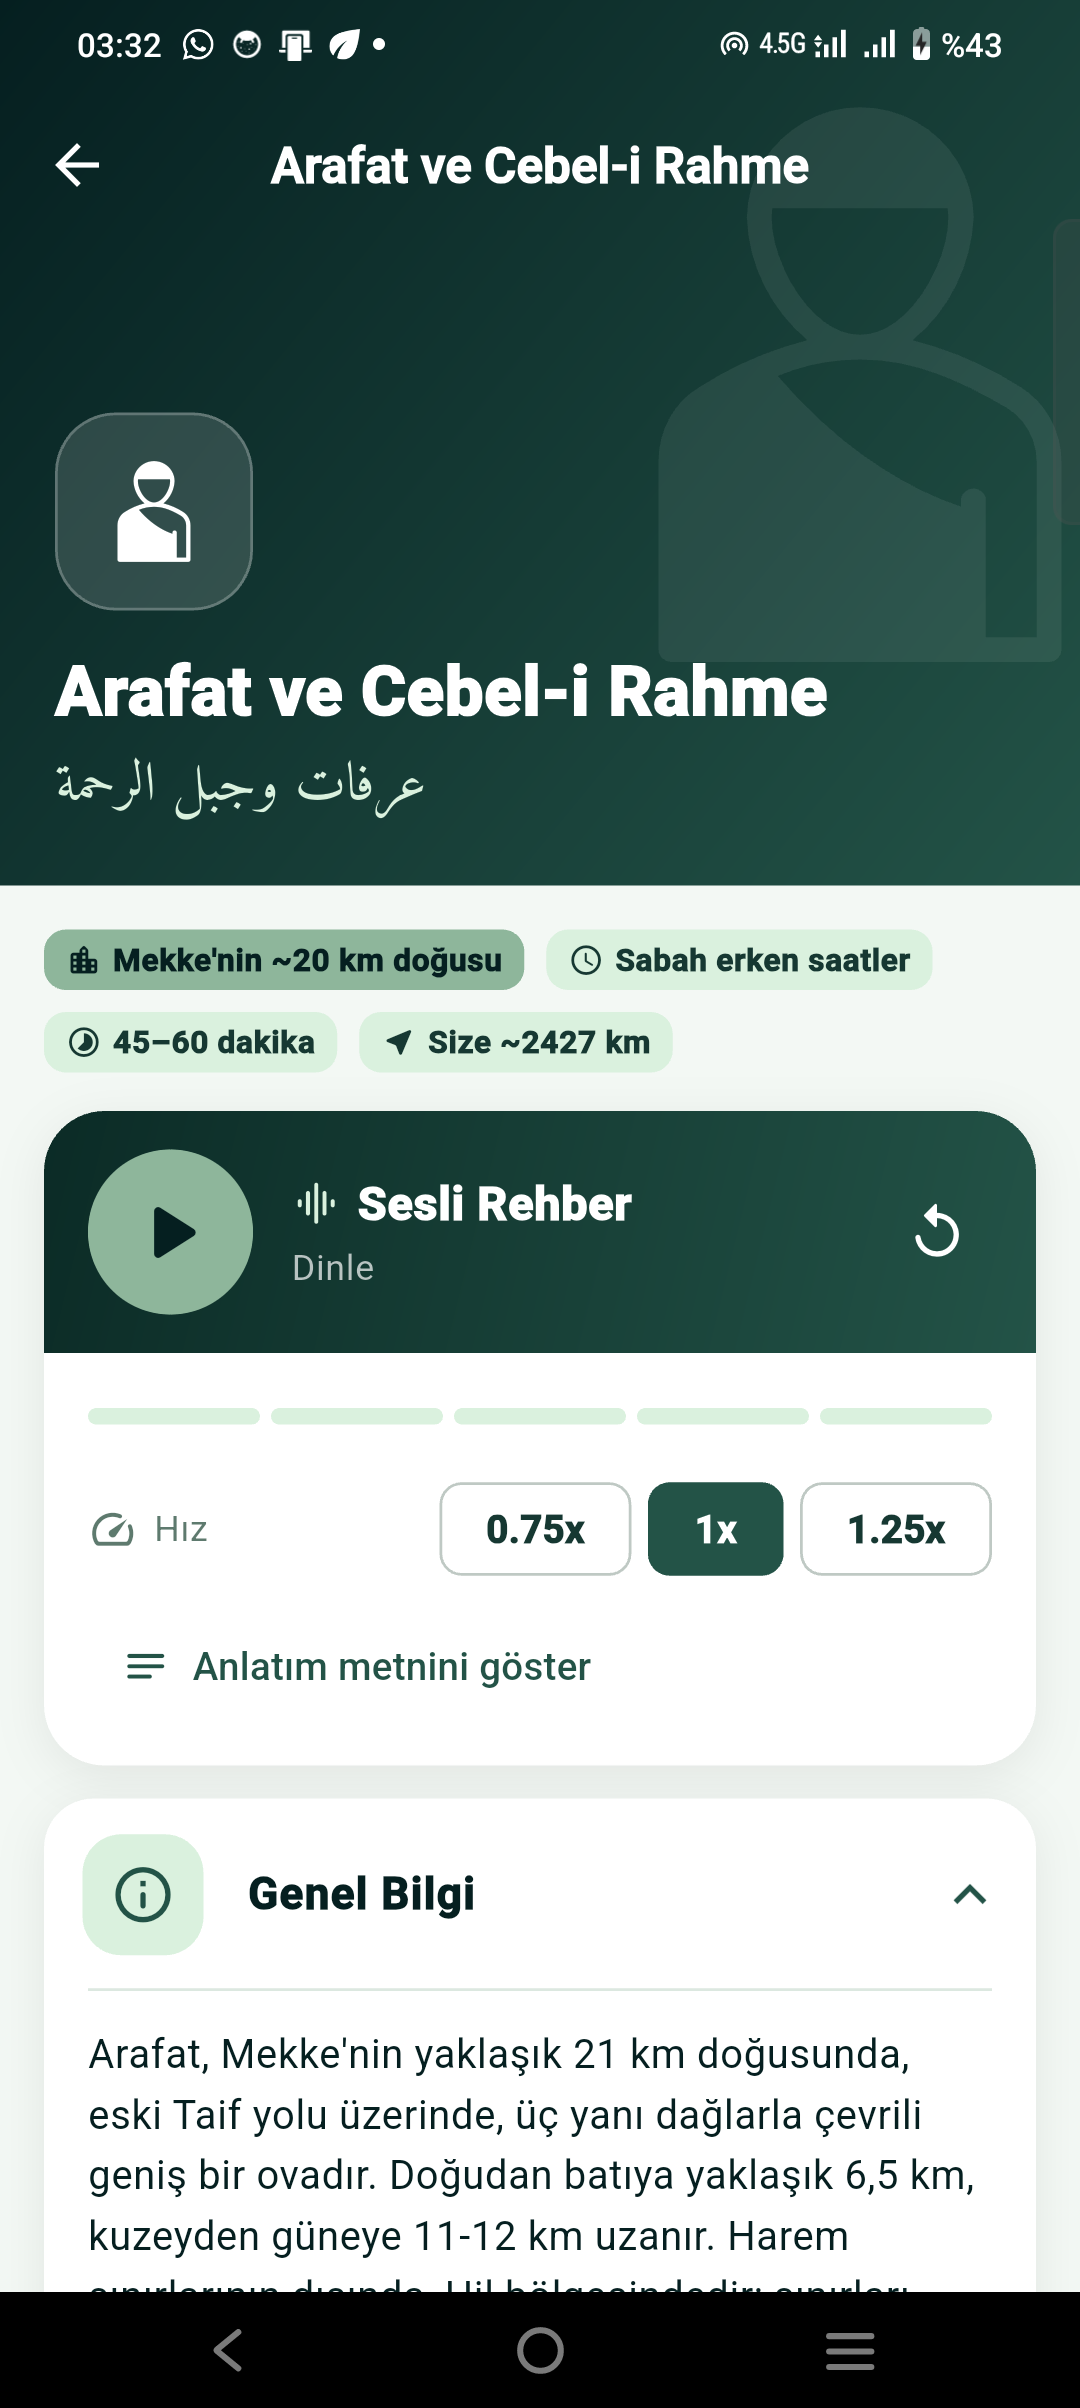 03:32
4.5G
%43
Arafat ve Cebel-i Rahme
Arafat ve Cebel-i Rahme
عرفات وجبل الرحمة
Mekke'nin ~20 km doğusu
Sabah erken saatler
45–60 dakika
Size ~2427 km
Sesli Rehber
Dinle
Hız
0.75x
1x
1.25x
Anlatım metnini göster
Genel Bilgi
Arafat, Mekke'nin yaklaşık 21 km doğusunda,
eski Taif yolu üzerinde, üç yanı dağlarla çevrili
geniş bir ovadır. Doğudan batıya yaklaşık 6,5 km,
kuzeyden güneye 11-12 km uzanır. Harem